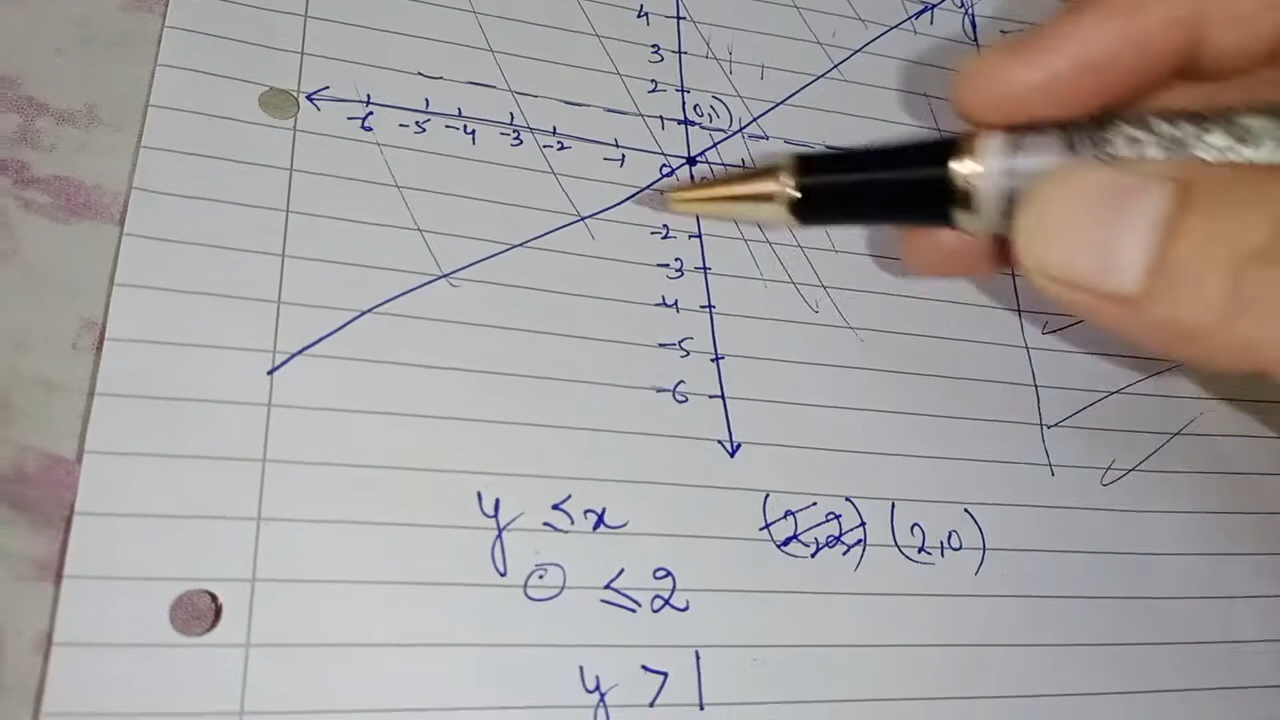 4
3
2
1 (0,1)
-6 -5 -4 -3 -2 -1 0
-2
-3
-4
-5
-6
y ≤ x (2,2) (2,0)
0 ≤ 2
y > 1